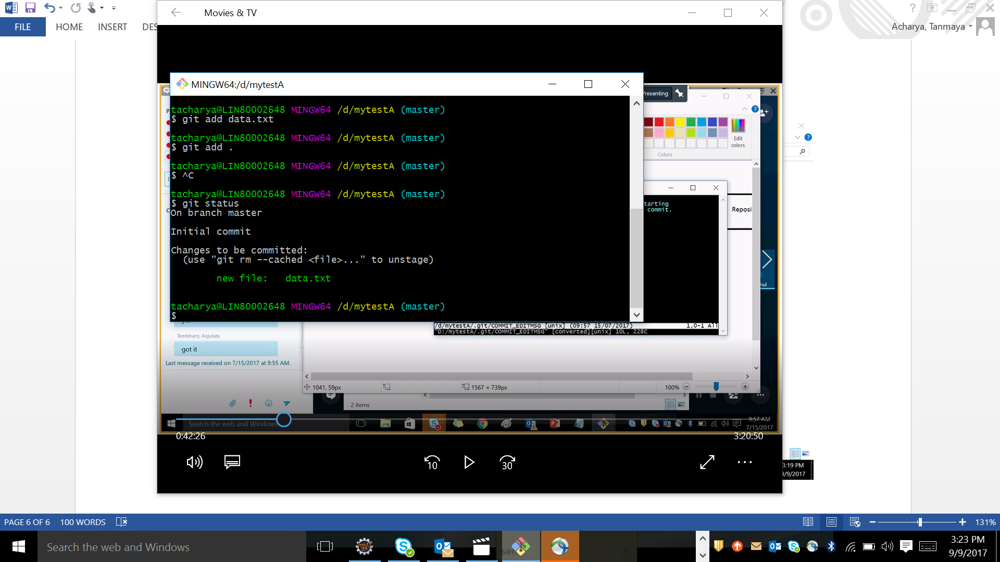 Movies & TV
FILE
HOME
INSERT
Acharya, Tanmaya
MINGW64:/d/mytestA
tacharya@LIN80002648 MINGW64 /d/mytestA (master)
$ git add data.txt
tacharya@LIN80002648 MINGW64 /d/mytestA (master)
$ git add .
tacharya@LIN80002648 MINGW64 /d/mytestA (master)
$ ^C
tacharya@LIN80002648 MINGW64 /d/mytestA (master)
$ git status
On branch master
Initial commit
Changes to be committed:
(use "git rm --cached <file>..." to unstage)
new file: data.txt
tacharya@LIN80002648 MINGW64 /d/mytestA (master)
$
Edit
colors
Colors
commit.
/d/mytestA/.git/COMMIT_EDITMSG [unix] (09:57 15/07/2017) 1,0-1 All
"D:/mytestA/.git/COMMIT_EDITMSG" [converted][unix] 10L, 228C
Tembhare, Anjulata
got it
Last message received on 7/15/2017 at 9:55 AM.
1041, 59px
1567 × 739px
100%
2 items
Search the web and Windows
9:57 AM
7/15/2017
0:42:26
3:20:50
10
30
3:19 PM
9/9/2017
PAGE 6 OF 6
100 WORDS
131%
Search the web and Windows
3:23 PM
9/9/2017